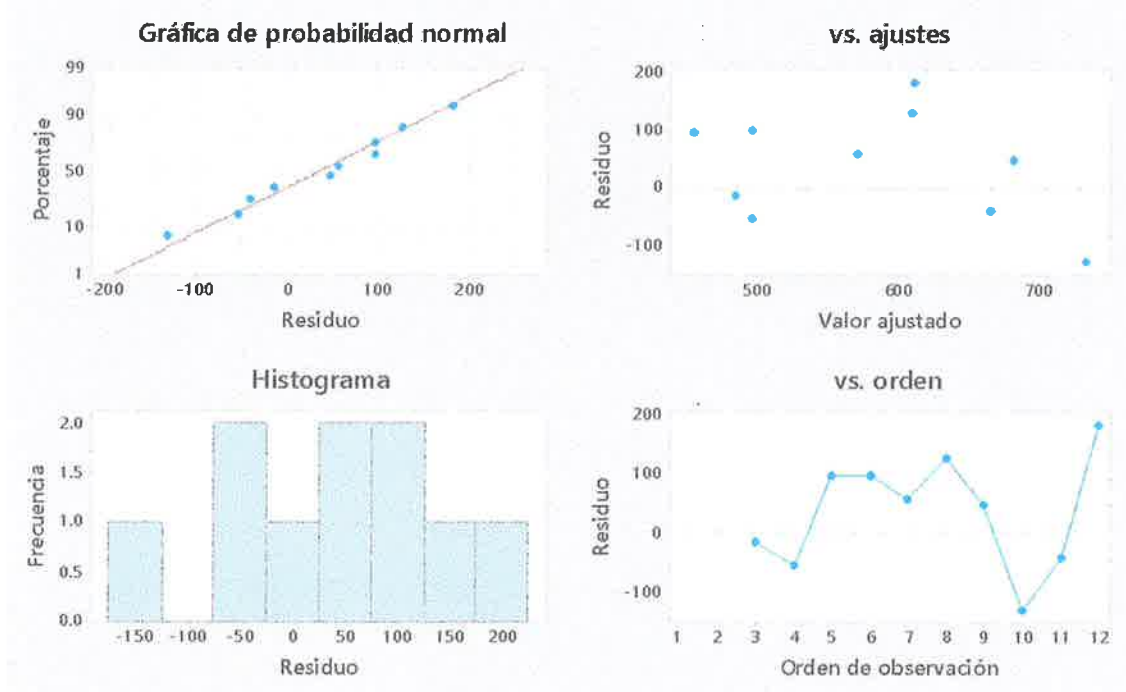 Gráfica de probabilidad normal
99
90
50
10
1
Porcentaje
-200 -100 0 100 200
Residuo
vs. ajustes
200
100
0
-100
Residuo
500 600 700
Valor ajustado
Histograma
2.0
1.5
1.0
0.5
0.0
Frecuencia
-150 -100 -50 0 50 100 150 200
Residuo
vs. orden
200
100
0
-100
Residuo
1 2 3 4 5 6 7 8 9 10 11 12
Orden de observación